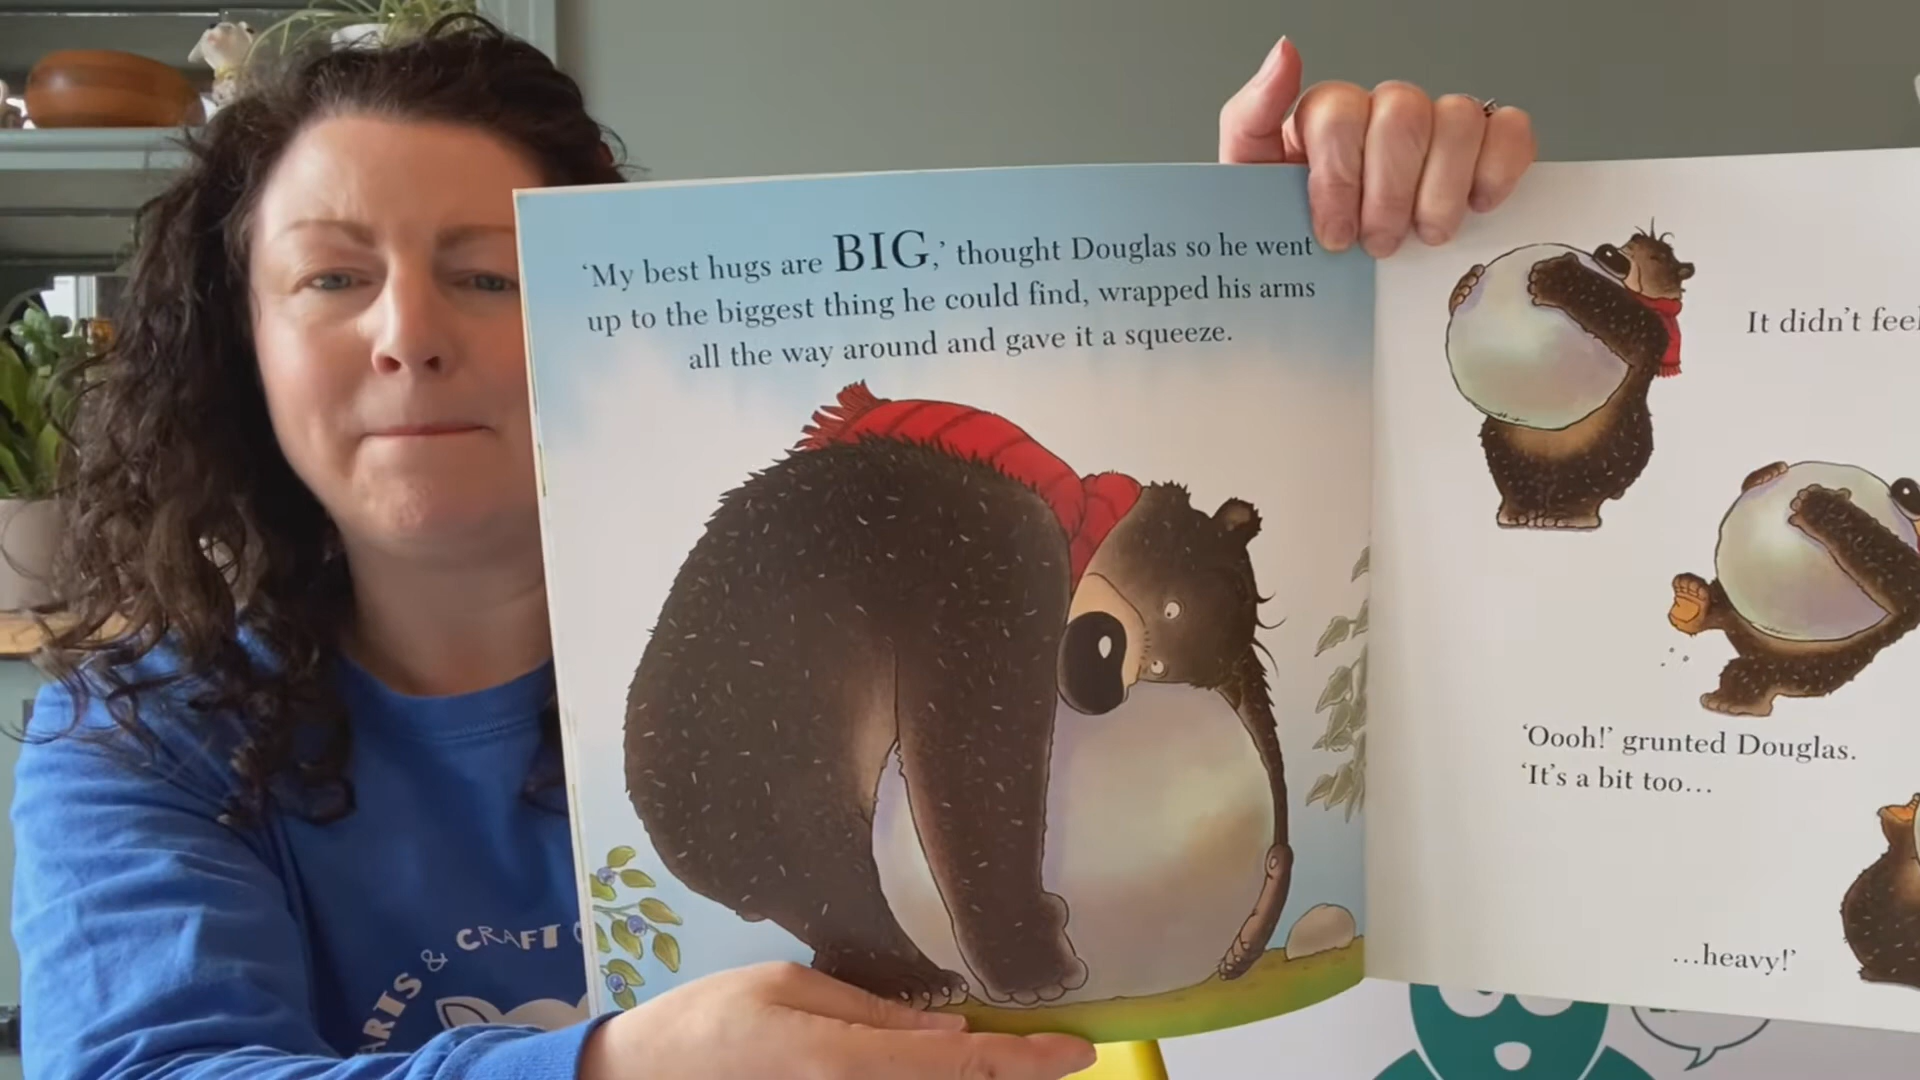 ‘My best hugs are BIG,’ thought Douglas so he went
up to the biggest thing he could find, wrapped his arms
all the way around and gave it a squeeze.
It didn’t feel
‘Oooh!’ grunted Douglas.
‘It’s a bit too...
...heavy!’
ARTS & CRAFT